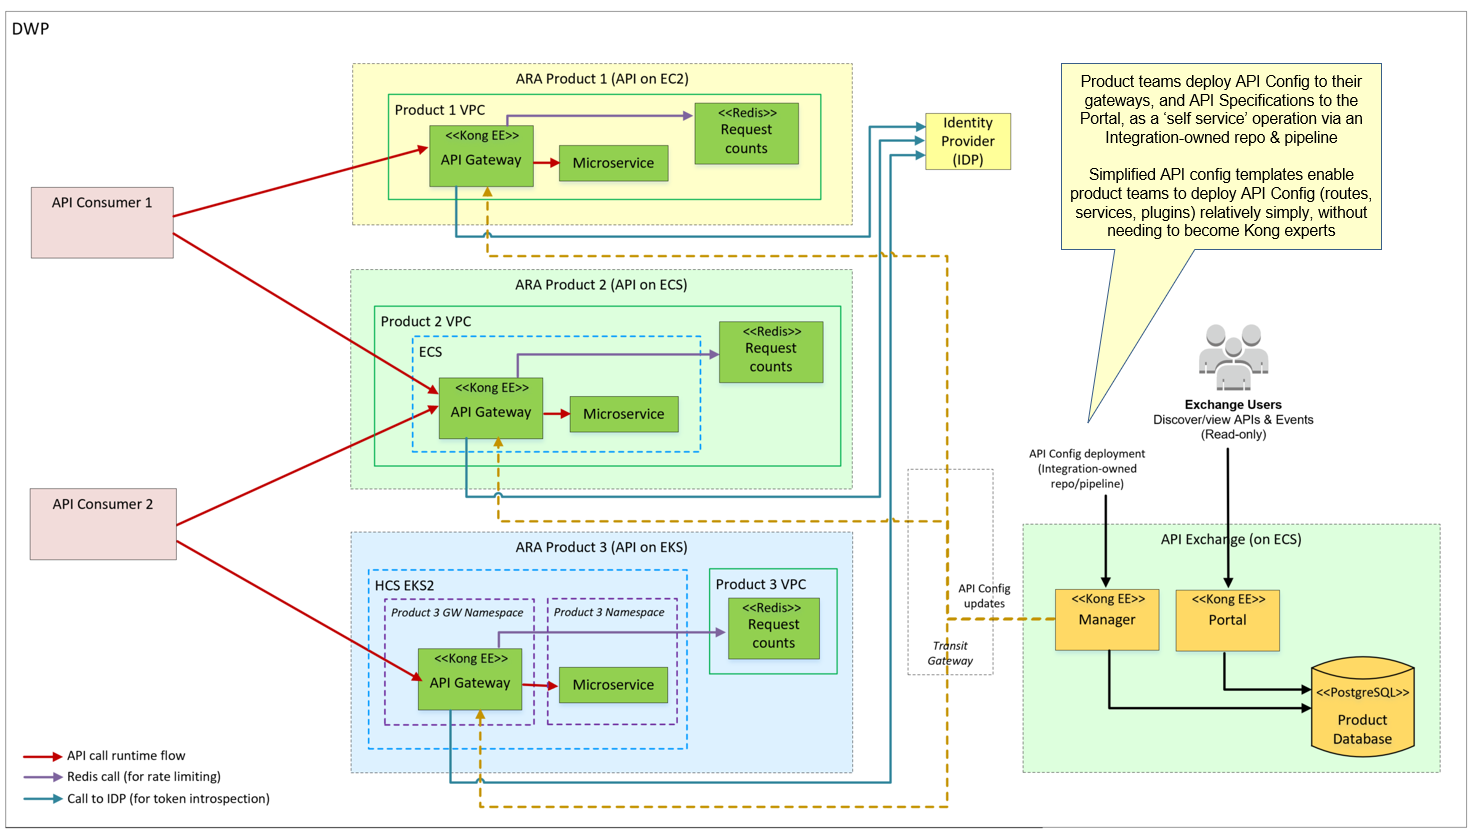 DWP
ARA Product 1 (API on EC2)
Product 1 VPC
<<Kong EE>>
API Gateway
Microservice
<<Redis>>
Request
counts
Identity
Provider
(IDP)
Product teams deploy API Config to their
gateways, and API Specifications to the
Portal, as a ‘self service’ operation via an
Integration-owned repo & pipeline
Simplified API config templates enable
product teams to deploy API Config (routes,
services, plugins) relatively simply, without
needing to become Kong experts
API Consumer 1
ARA Product 2 (API on ECS)
Product 2 VPC
ECS
<<Kong EE>>
API Gateway
Microservice
<<Redis>>
Request
counts
Exchange Users
Discover/view APIs & Events
(Read-only)
API Config deployment
(Integration-owned
repo/pipeline)
API Consumer 2
ARA Product 3 (API on EKS)
HCS EKS2
Product 3 GW Namespace
<<Kong EE>>
API Gateway
Product 3 Namespace
Microservice
Product 3 VPC
<<Redis>>
Request
counts
API Config
updates
Transit
Gateway
API Exchange (on ECS)
<<Kong EE>>
Manager
<<Kong EE>>
Portal
<<PostgreSQL>>
Product
Database
API call runtime flow
Redis call (for rate limiting)
Call to IDP (for token introspection)